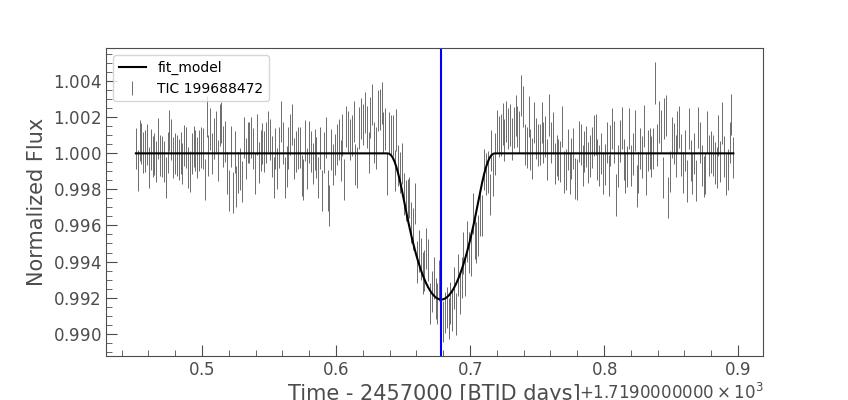 fit_model
TIC 199688472
Normalized Flux
1.004
1.002
1.000
0.998
0.996
0.994
0.992
0.990
0.5 0.6 0.7 0.8 0.9
Time - 2457000 [BTJD days]
+1.7190000000 × 10³